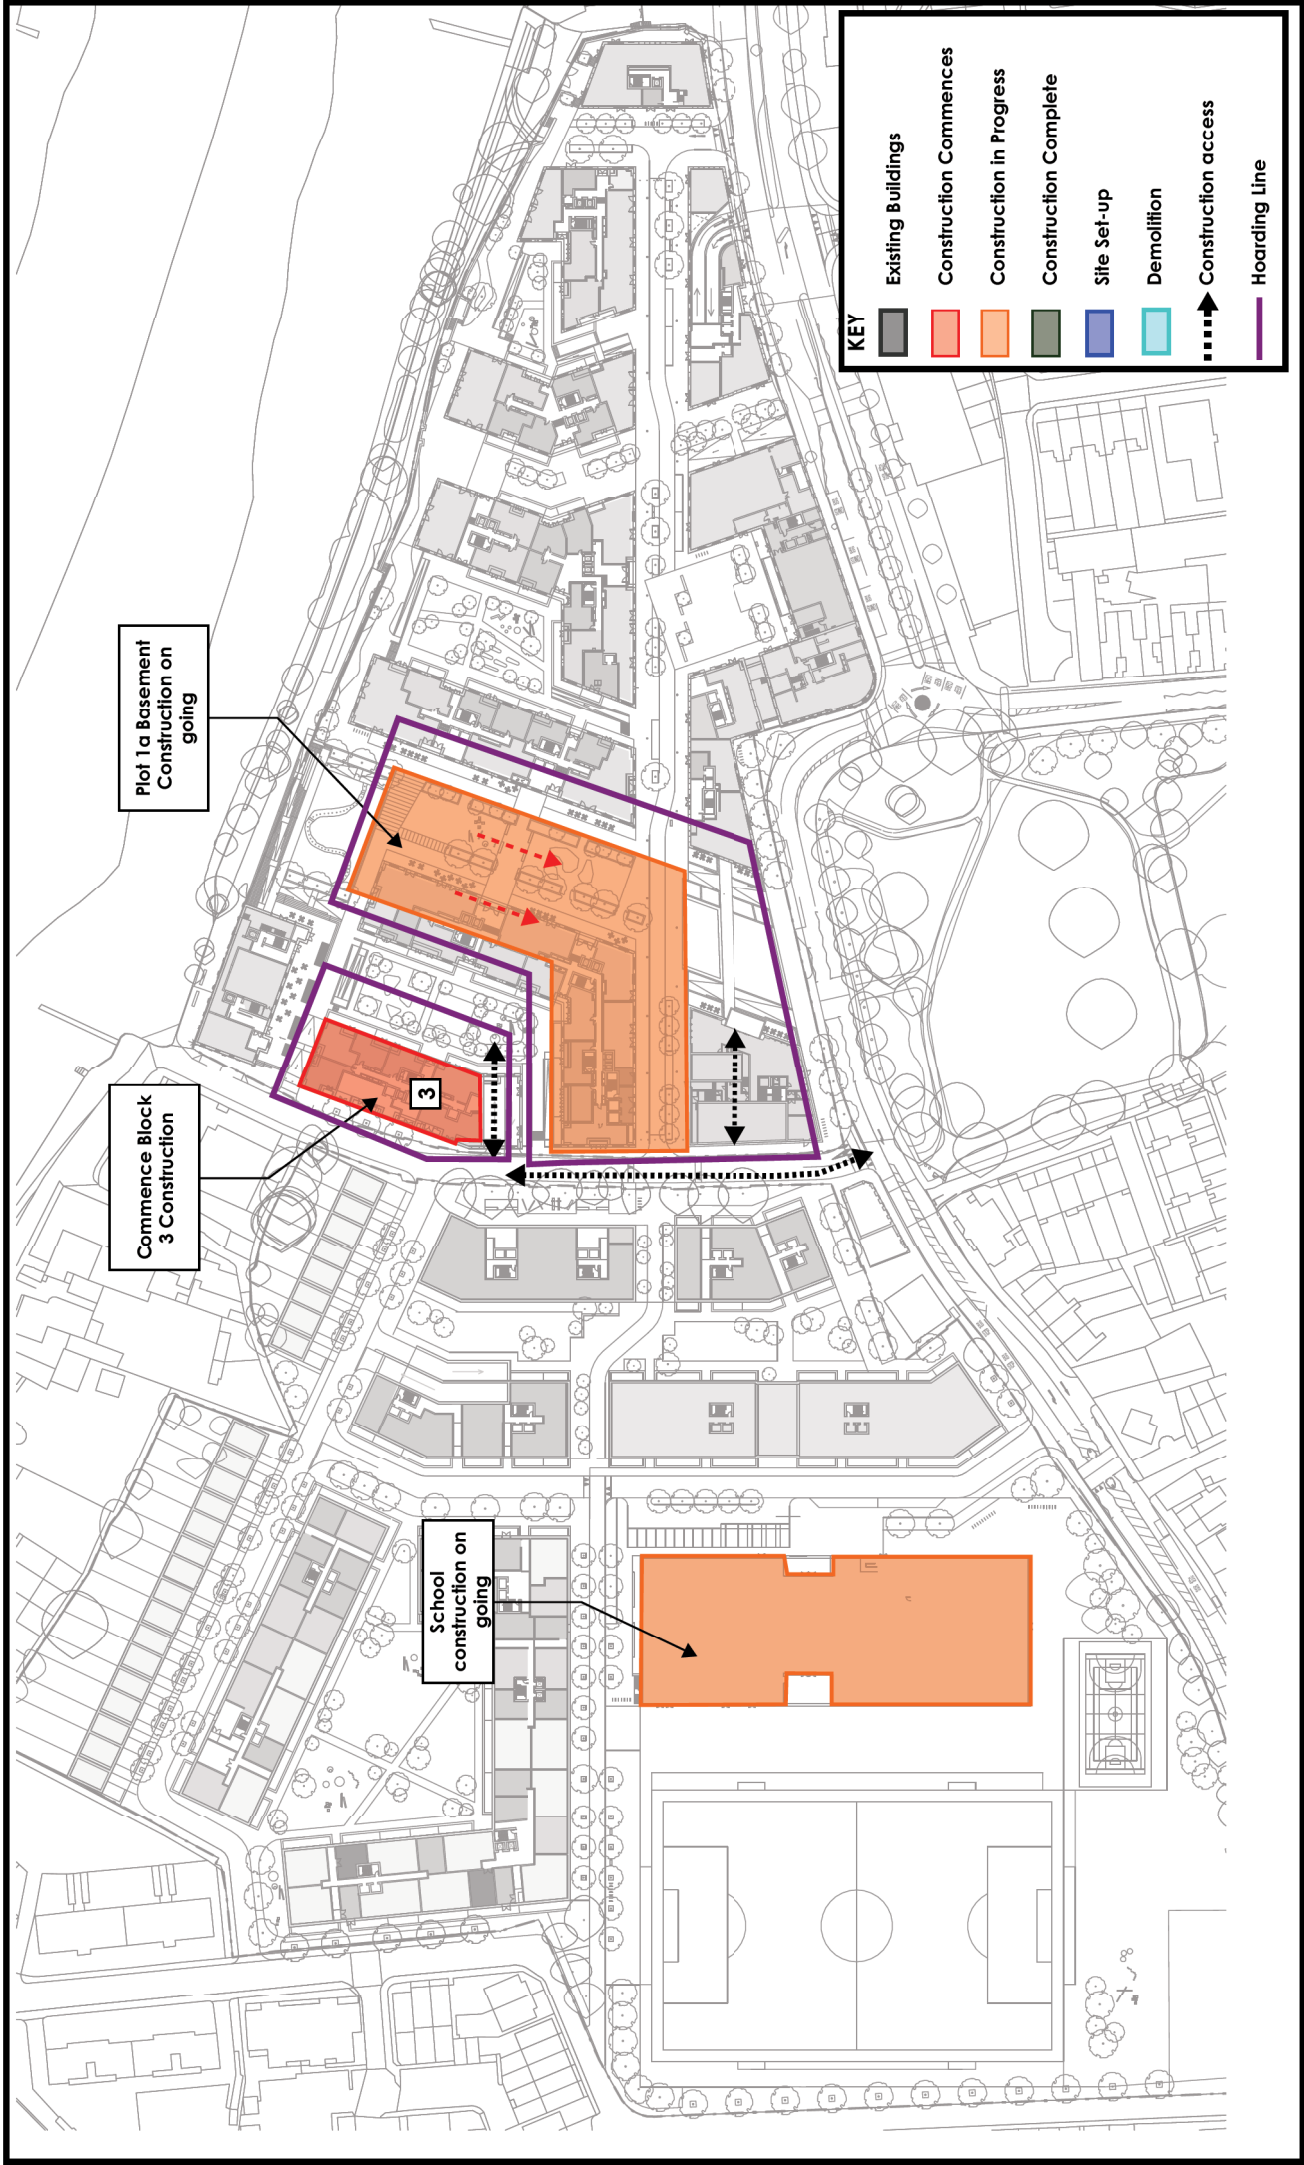 Plot 1a Basement
Construction on
going
Commence Block
3 Construction
3
School
construction on
going
KEY
Existing Buildings
Construction Commences
Construction in Progress
Construction Complete
Site Set-up
Demolition
Construction access
Hoarding Line